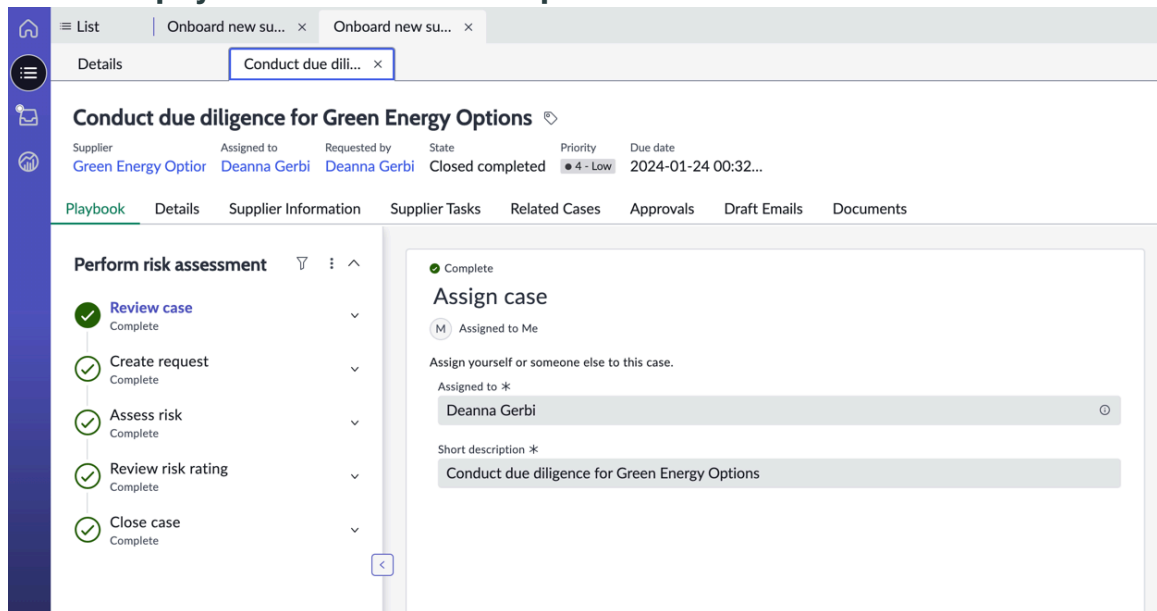 List
Onboard new su... ×
Onboard new su... ×
Details
Conduct due dili... ×
Conduct due diligence for Green Energy Options
Supplier
Assigned to
Requested by
State
Priority
Due date
Green Energy Option
Deanna Gerbi
Deanna Gerbi
Closed completed
4 - Low
2024-01-24 00:32...
Playbook
Details
Supplier Information
Supplier Tasks
Related Cases
Approvals
Draft Emails
Documents
Perform risk assessment
Review case
Complete
Create request
Complete
Assess risk
Complete
Review risk rating
Complete
Close case
Complete
Complete
Assign case
M Assigned to Me
Assign yourself or someone else to this case.
Assigned to *
Deanna Gerbi
Short description *
Conduct due diligence for Green Energy Options